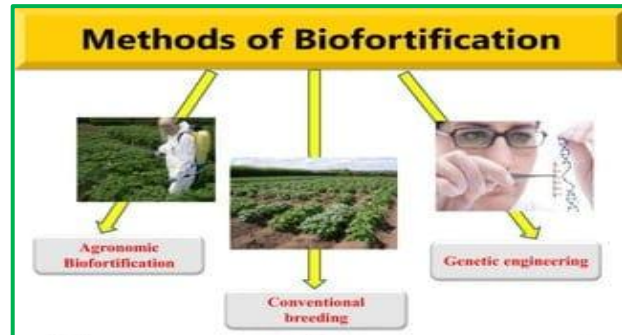 Methods of Biofortification
Agronomic
Biofortification
Genetic engineering
Conventional
breeding